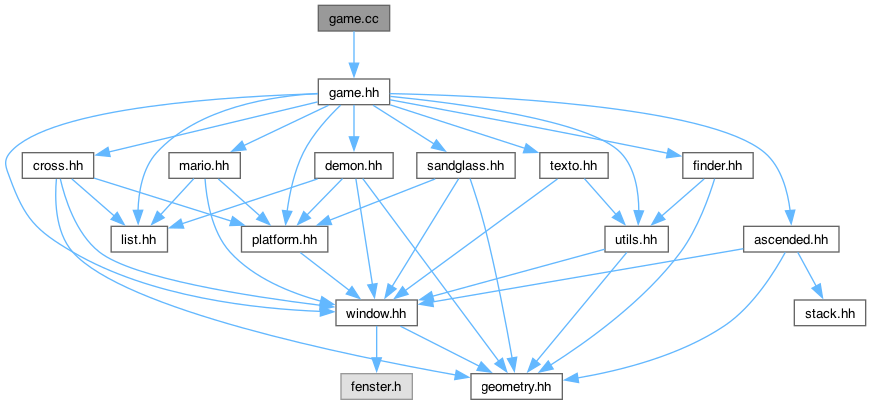 game.cc
game.hh
cross.hh
mario.hh
demon.hh
sandglass.hh
texto.hh
finder.hh
list.hh
platform.hh
utils.hh
ascended.hh
window.hh
stack.hh
fenster.h
geometry.hh